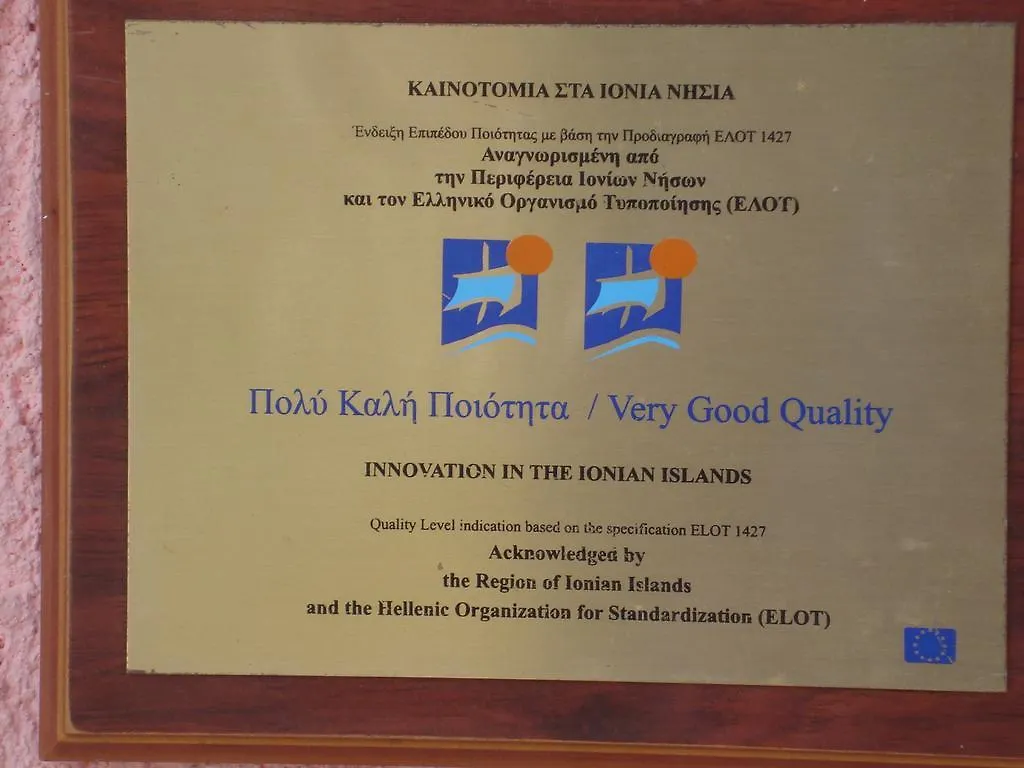 ΚΑΙΝΟΤΟΜΙΑ ΣΤΑ ΙΟΝΙΑ ΝΗΣΙΑ
Ένδειξη Επιπέδου Ποιότητας με βάση την Προδιαγραφή ΕΛΟΤ 1427
Αναγνωρισμένη από
την Περιφέρεια Ιονίων Νήσων
και τον Ελληνικό Οργανισμό Τυποποίησης (ΕΛΟΤ)
Πολύ Καλή Ποιότητα / Very Good Quality
INNOVATION IN THE IONIAN ISLANDS
Quality Level indication based on the specification ELOT 1427
Acknowledged by
the Region of Ionian Islands
and the Hellenic Organization for Standardization (ELOT)